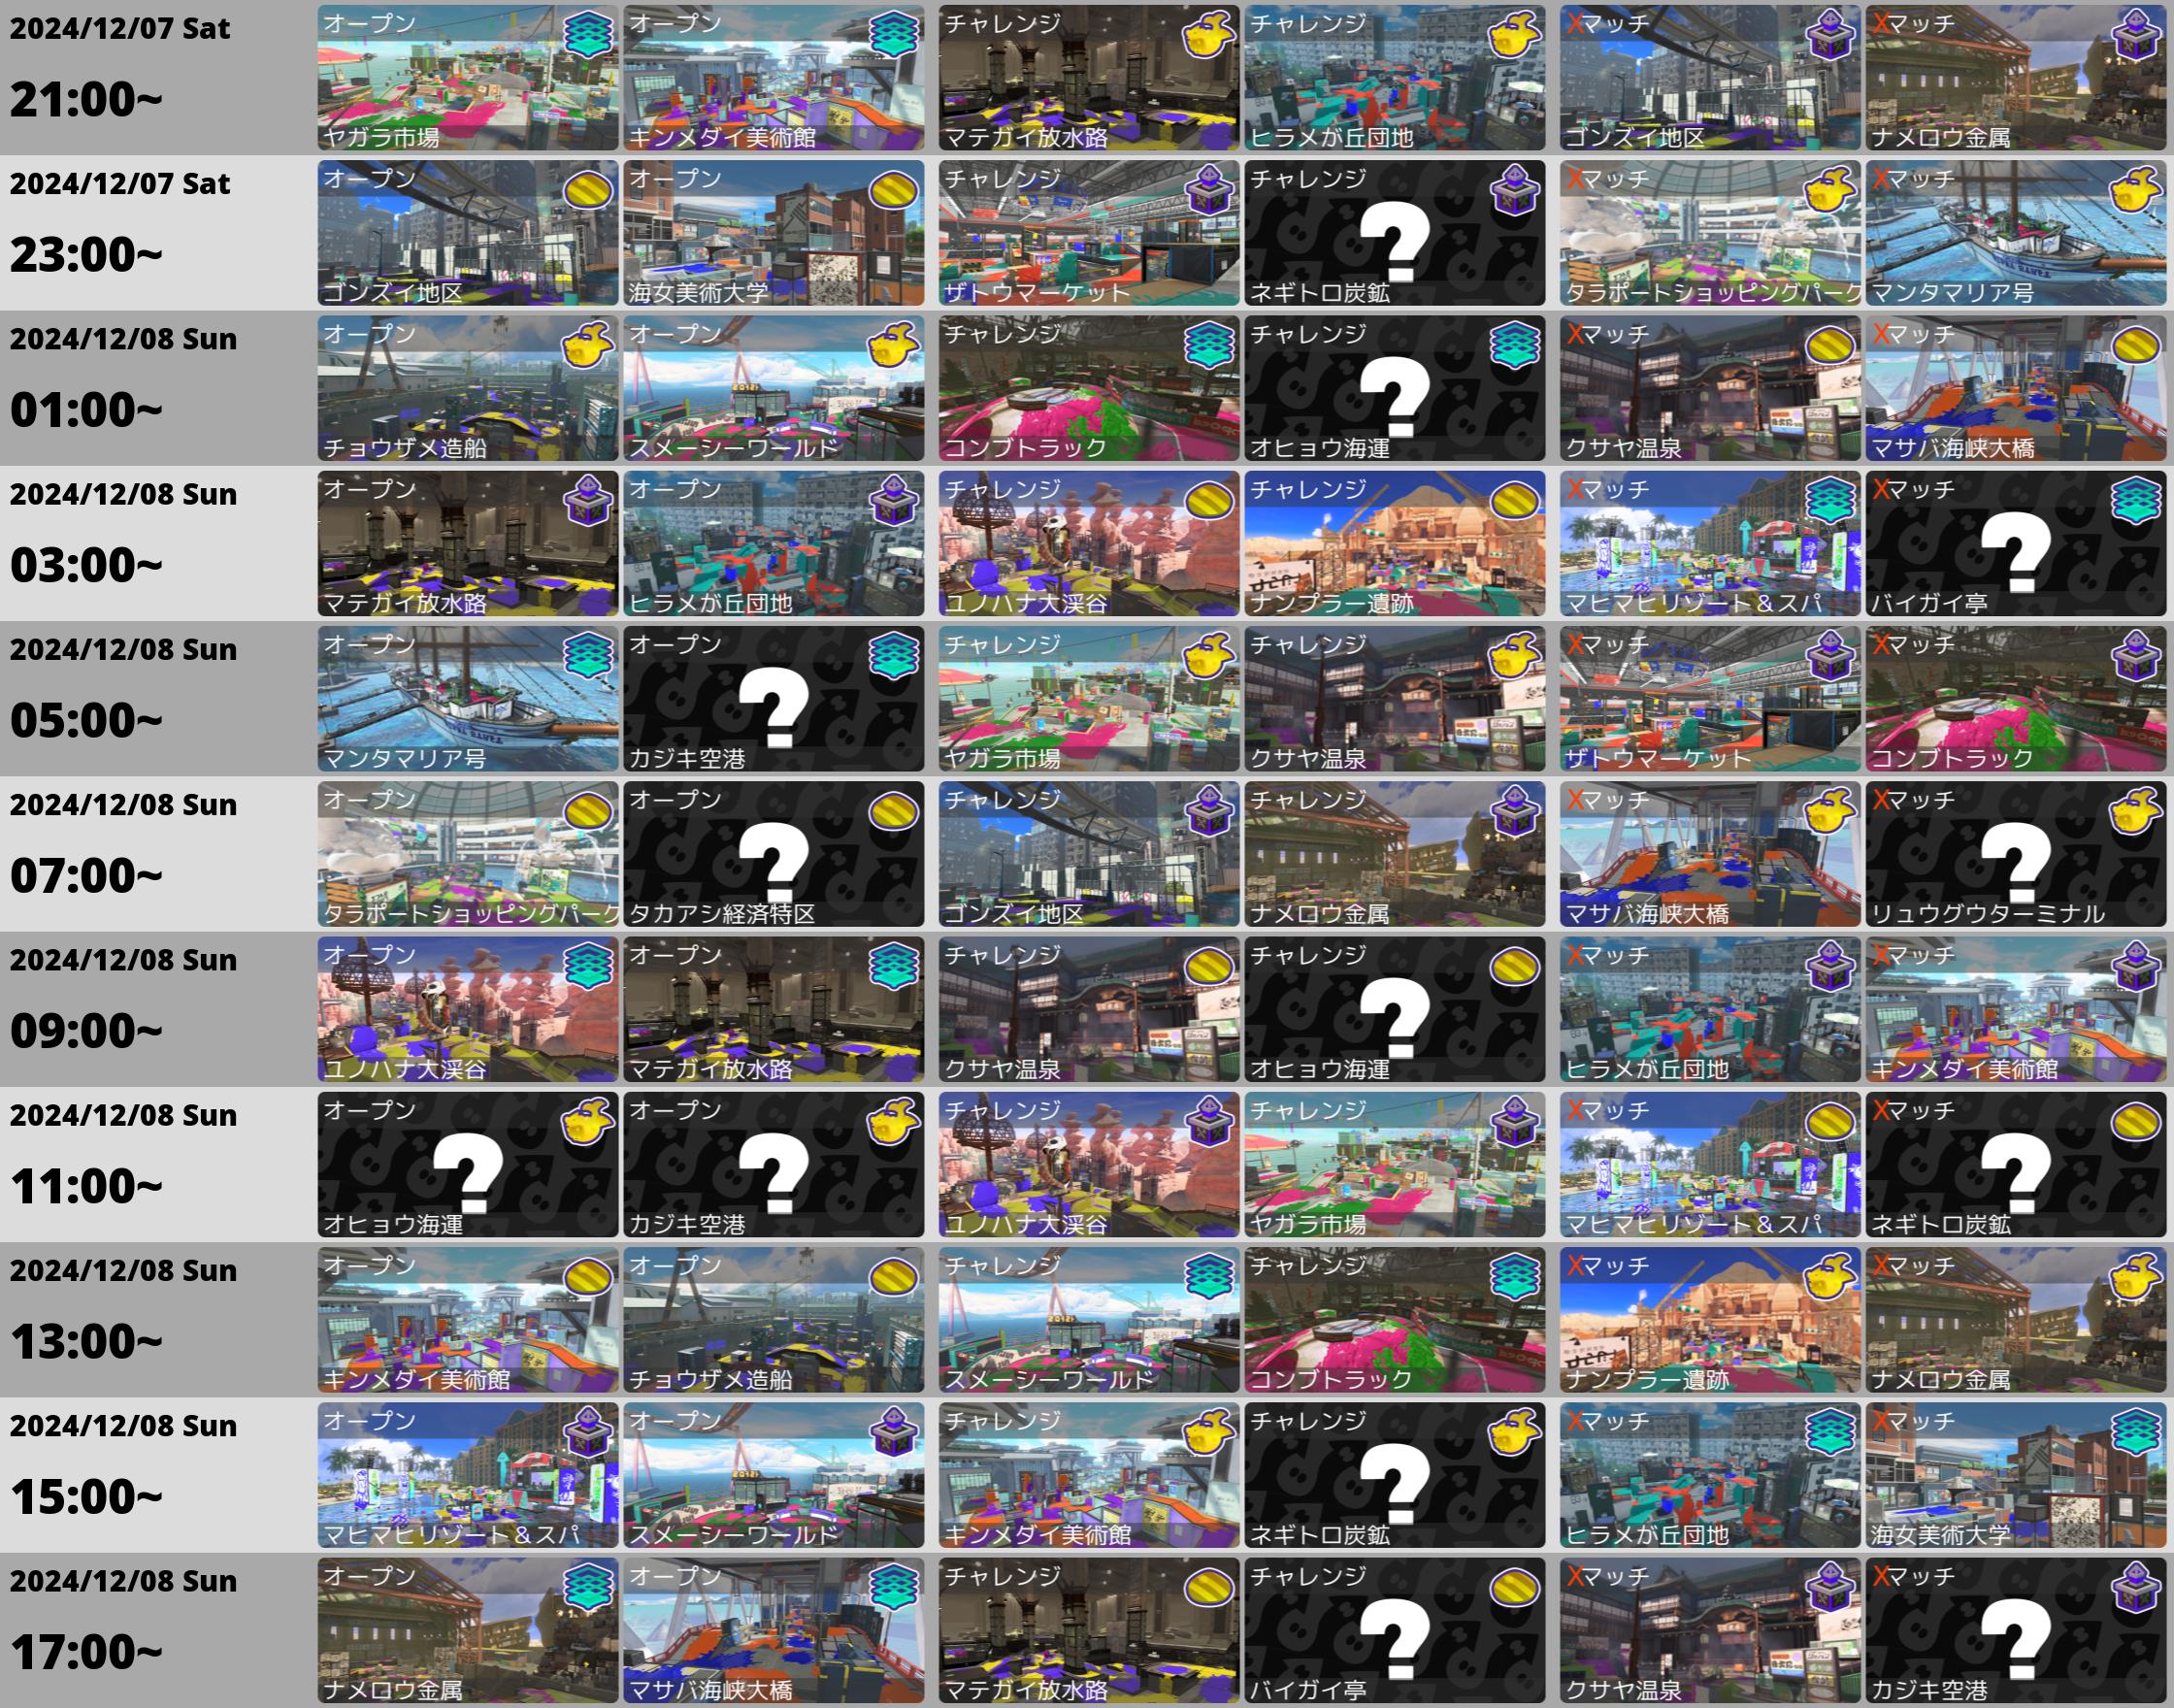 2024/12/07 Sat
21:00~
オープン
ヤガラ市場
オープン
キンメダイ美術館
チャレンジ
マテガイ放水路
チャレンジ
ヒラメが丘団地
Xマッチ
ゴンズイ地区
Xマッチ
ナメロウ金属
2024/12/07 Sat
23:00~
オープン
ゴンズイ地区
オープン
海女美術大学
チャレンジ
ザトウマーケット
チャレンジ
?
ネギトロ炭鉱
Xマッチ
タラポートショッピングパーク
Xマッチ
マンタマリア号
2024/12/08 Sun
01:00~
オープン
チョウザメ造船
オープン
スメーシーワールド
チャレンジ
コンブトラック
チャレンジ
?
オヒョウ海運
Xマッチ
クサヤ温泉
Xマッチ
マサバ海峡大橋
2024/12/08 Sun
03:00~
オープン
マテガイ放水路
オープン
ヒラメが丘団地
チャレンジ
ユノハナ大渓谷
チャレンジ
ナンプラー遺跡
Xマッチ
マヒマヒリゾート＆スパ
Xマッチ
?
バイガイ亭
2024/12/08 Sun
05:00~
オープン
マンタマリア号
オープン
?
カジキ空港
チャレンジ
ヤガラ市場
チャレンジ
クサヤ温泉
Xマッチ
ザトウマーケット
Xマッチ
コンブトラック
2024/12/08 Sun
07:00~
オープン
タラポートショッピングパーク
オープン
?
タカアシ経済特区
チャレンジ
ゴンズイ地区
チャレンジ
ナメロウ金属
Xマッチ
マサバ海峡大橋
Xマッチ
?
リュウグウターミナル
2024/12/08 Sun
09:00~
オープン
ユノハナ大渓谷
オープン
マテガイ放水路
チャレンジ
クサヤ温泉
チャレンジ
?
オヒョウ海運
Xマッチ
ヒラメが丘団地
Xマッチ
キンメダイ美術館
2024/12/08 Sun
11:00~
オープン
?
オヒョウ海運
オープン
?
カジキ空港
チャレンジ
ユノハナ大渓谷
チャレンジ
ヤガラ市場
Xマッチ
マヒマヒリゾート＆スパ
Xマッチ
?
ネギトロ炭鉱
2024/12/08 Sun
13:00~
オープン
キンメダイ美術館
オープン
チョウザメ造船
チャレンジ
スメーシーワールド
チャレンジ
コンブトラック
Xマッチ
ナンプラー遺跡
Xマッチ
ナメロウ金属
2024/12/08 Sun
15:00~
オープン
マヒマヒリゾート＆スパ
オープン
スメーシーワールド
チャレンジ
キンメダイ美術館
チャレンジ
?
ネギトロ炭鉱
Xマッチ
ヒラメが丘団地
Xマッチ
海女美術大学
2024/12/08 Sun
17:00~
オープン
ナメロウ金属
オープン
マサバ海峡大橋
チャレンジ
マテガイ放水路
チャレンジ
?
バイガイ亭
Xマッチ
クサヤ温泉
Xマッチ
?
カジキ空港